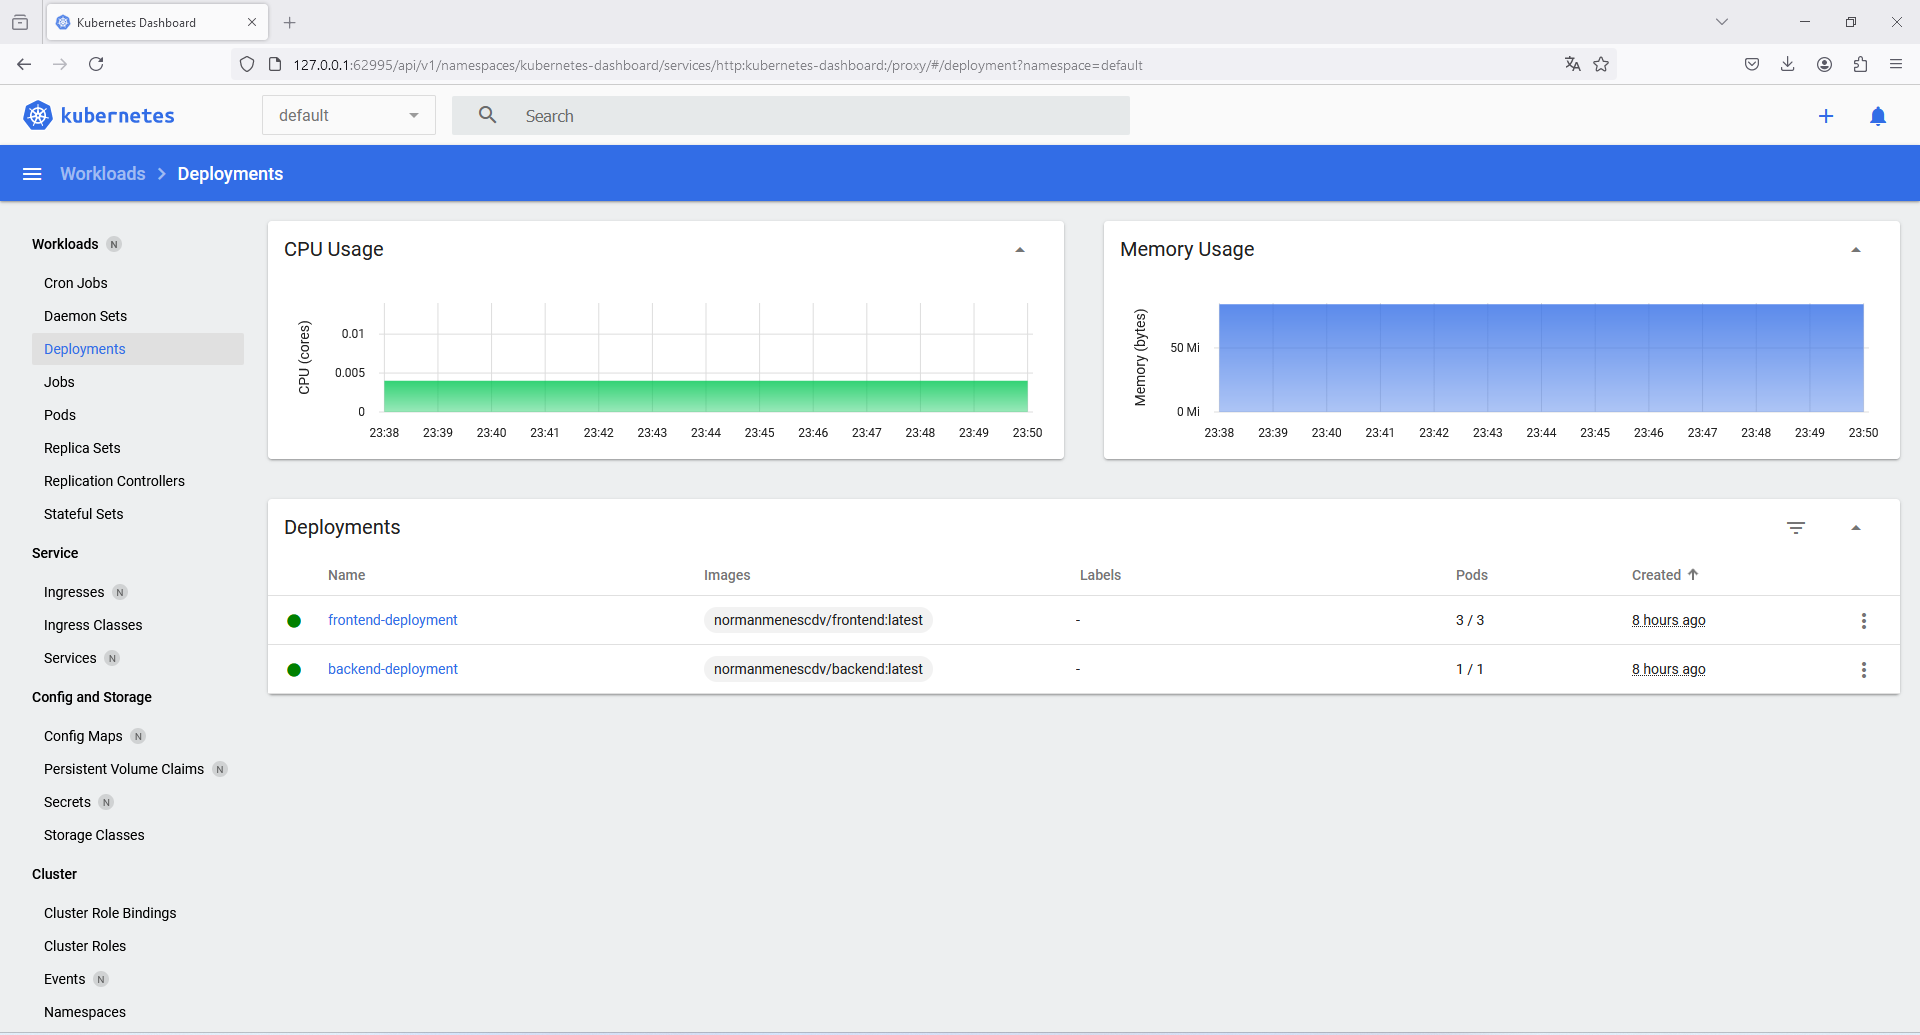 Kubernetes Dashboard
127.0.0.1:62995/api/v1/namespaces/kubernetes-dashboard/services/http:kubernetes-dashboard:/proxy/#/deployment?namespace=default
kubernetes
default
Search
Workloads
Deployments
Workloads N
Cron Jobs
Daemon Sets
Deployments
Jobs
Pods
Replica Sets
Replication Controllers
Stateful Sets
Service
Ingresses N
Ingress Classes
Services N
Config and Storage
Config Maps N
Persistent Volume Claims N
Secrets N
Storage Classes
Cluster
Cluster Role Bindings
Cluster Roles
Events N
Namespaces
CPU Usage
CPU (cores)
0.01
0.005
0
23:38 23:39 23:40 23:41 23:42 23:43 23:44 23:45 23:46 23:47 23:48 23:49 23:50
Memory Usage
Memory (bytes)
50 Mi
0 Mi
23:38 23:39 23:40 23:41 23:42 23:43 23:44 23:45 23:46 23:47 23:48 23:49 23:50
Deployments
Name Images Labels Pods Created
frontend-deployment normanmenescdv/frontend:latest - 3 / 3 8 hours ago
backend-deployment normanmenescdv/backend:latest - 1 / 1 8 hours ago